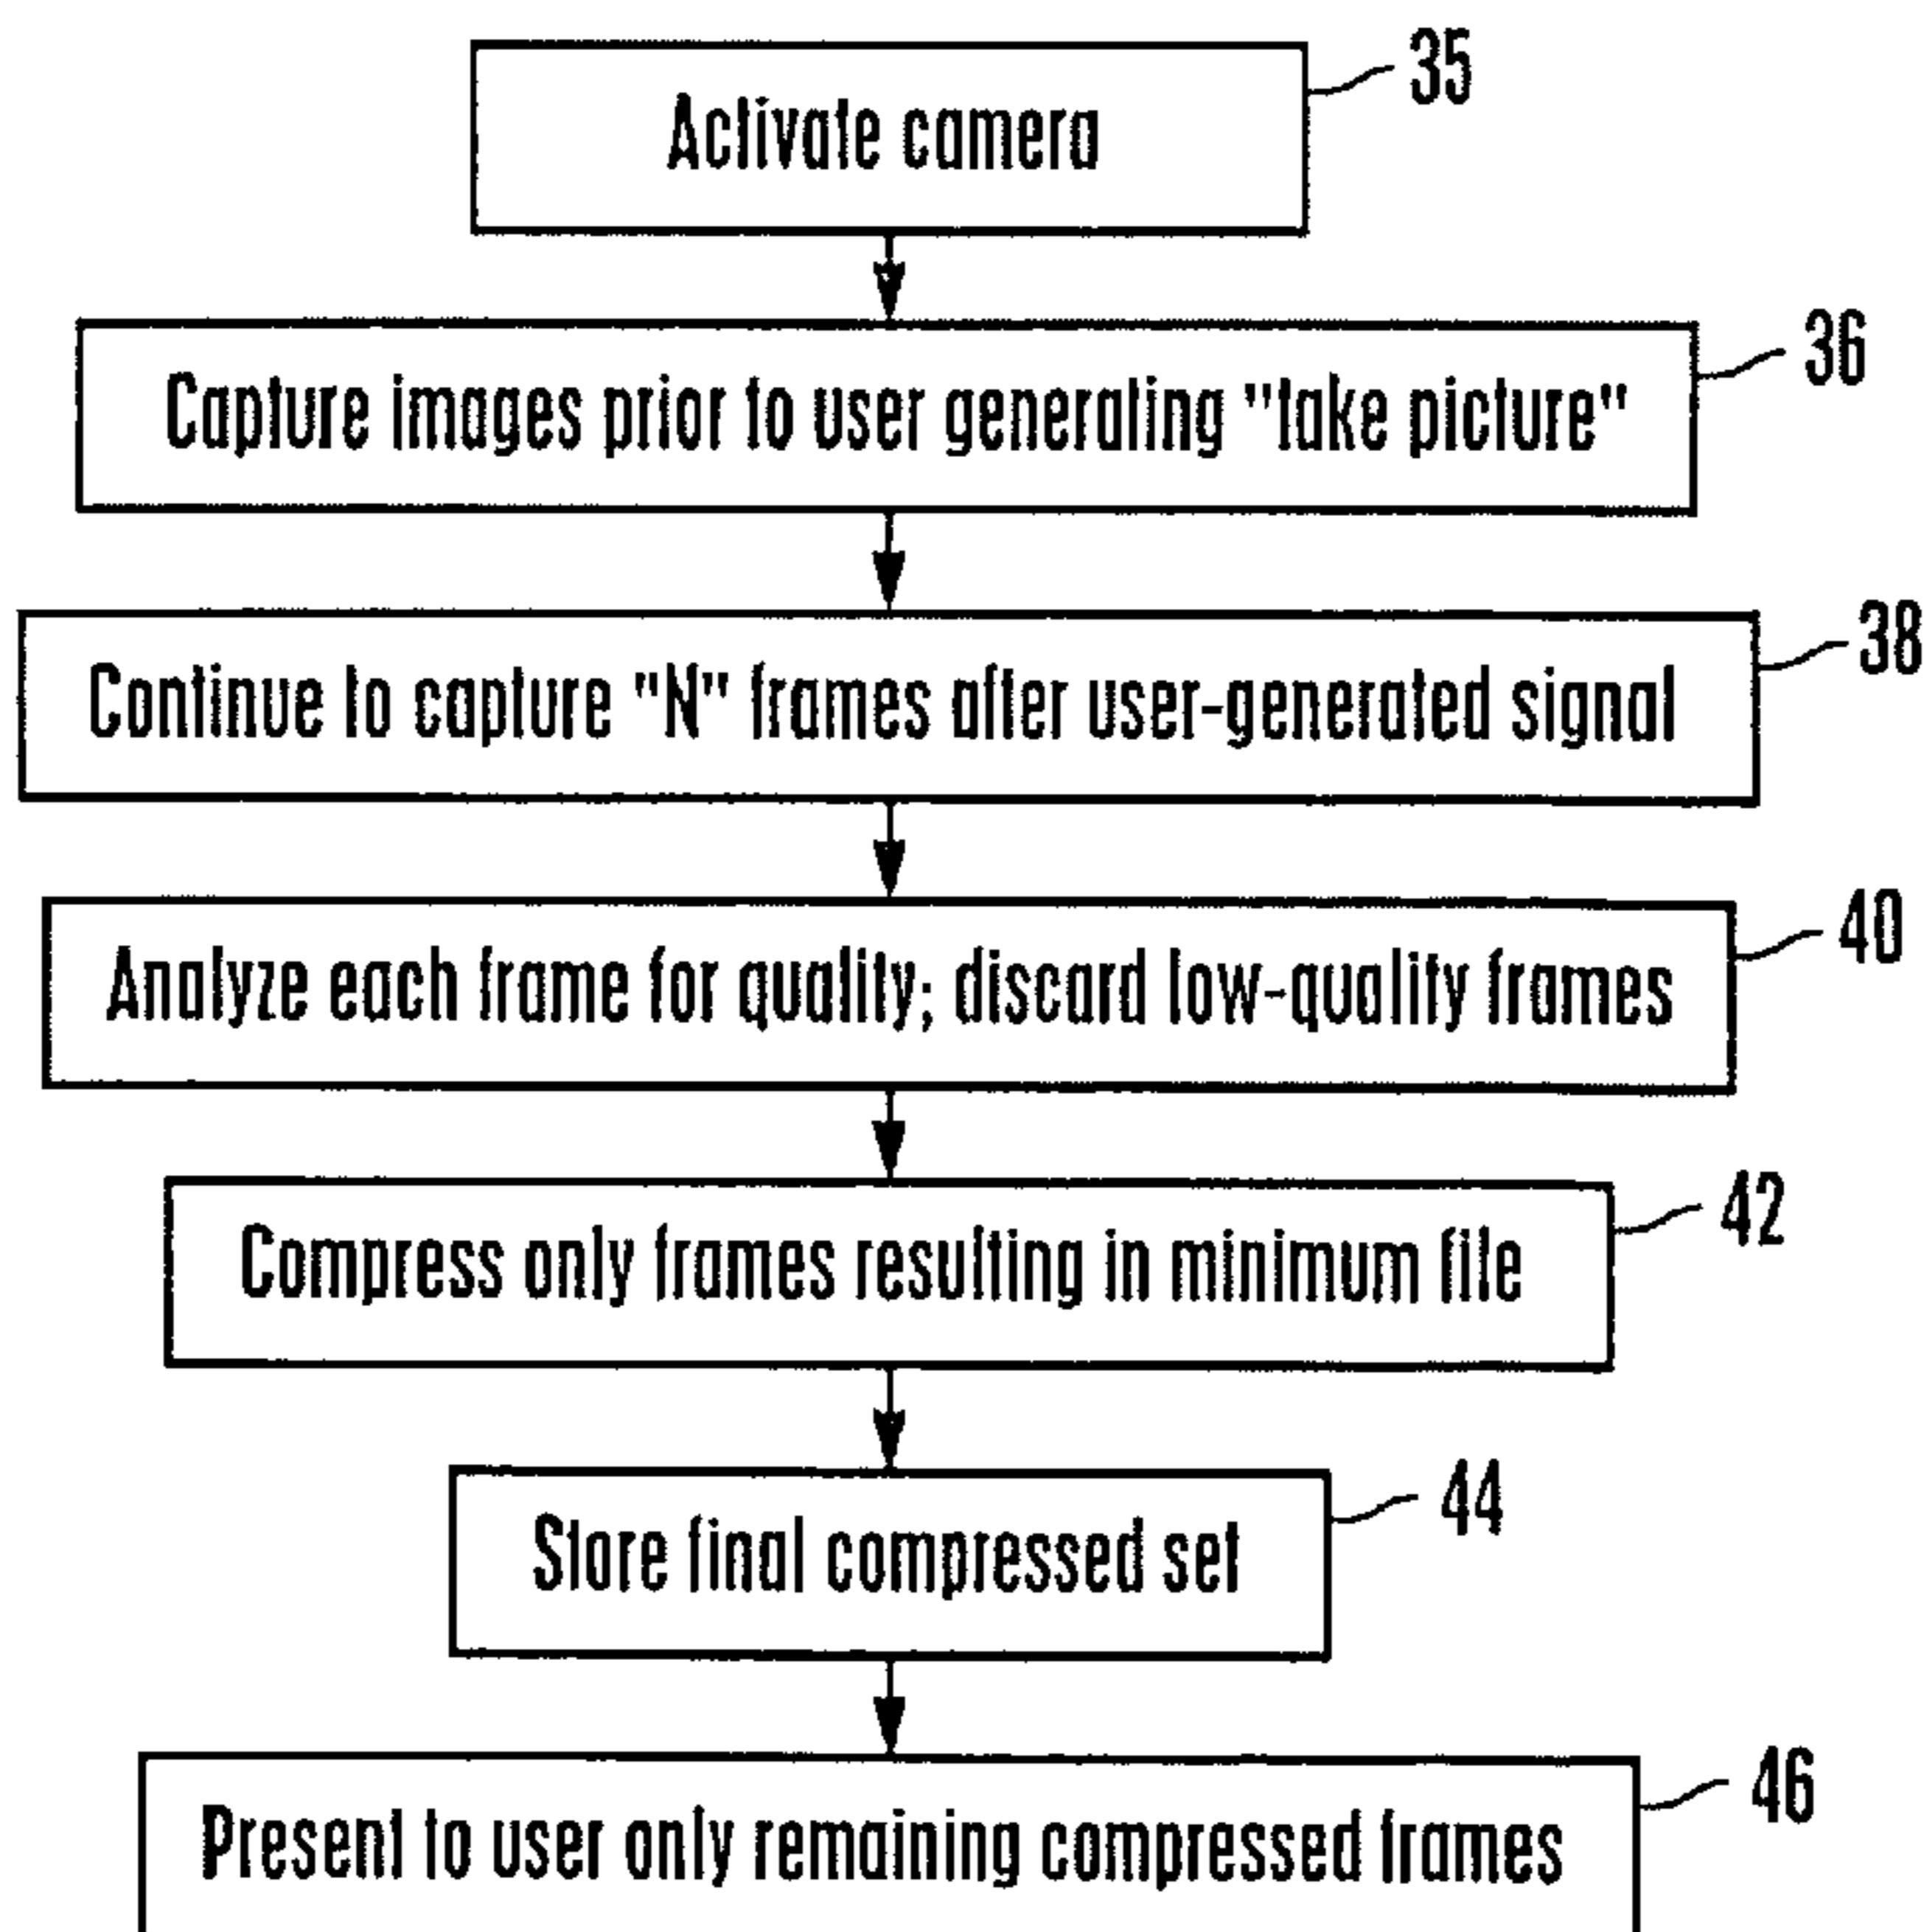 Activate camera
35
Capture images prior to user generating "take picture"
36
Continue to capture "N" frames after user-generated signal
38
Analyze each frame for quality; discard low-quality frames
40
Compress only frames resulting in minimum file
42
Store final compressed set
44
Present to user only remaining compressed frames
46